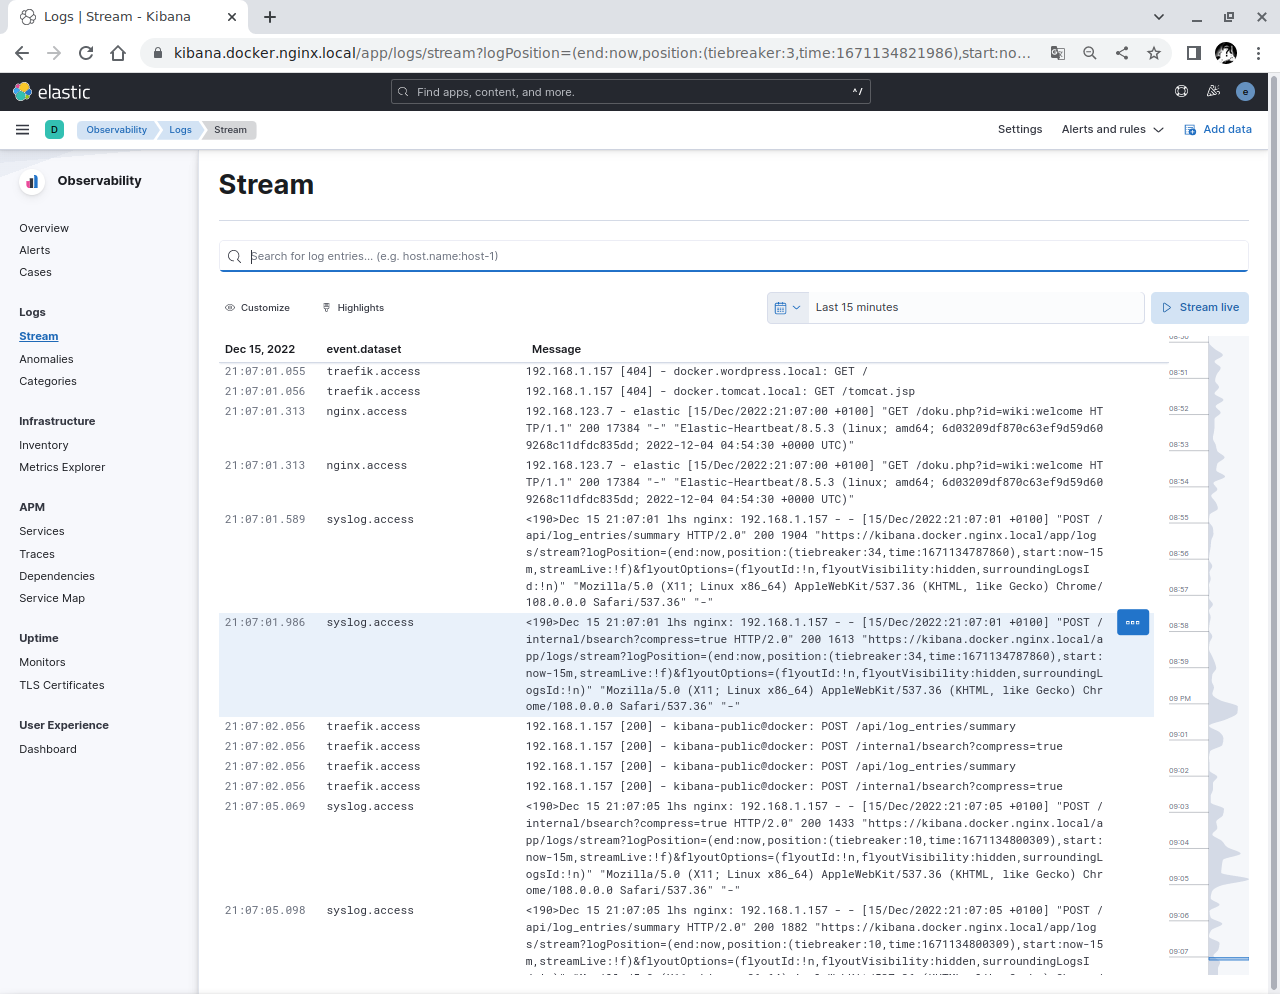 Logs | Stream - Kibana
kibana.docker.nginx.local/app/logs/stream?logPosition=(end:now,position:(tiebreaker:3,time:1671134821986),start:no...
elastic
Find apps, content, and more.
^/
e
D
Observability
Logs
Stream
Settings
Alerts and rules
Add data
Observability
Overview
Alerts
Cases
Logs
Stream
Anomalies
Categories
Infrastructure
Inventory
Metrics Explorer
APM
Services
Traces
Dependencies
Service Map
Uptime
Monitors
TLS Certificates
User Experience
Dashboard
Stream
Search for log entries... (e.g. host.name:host-1)
Customize
Highlights
Last 15 minutes
Stream live
Dec 15, 2022 event.dataset Message
21:07:01.055 traefik.access 192.168.1.157 [404] - docker.wordpress.local: GET /
21:07:01.056 traefik.access 192.168.1.157 [404] - docker.tomcat.local: GET /tomcat.jsp
21:07:01.313 nginx.access 192.168.123.7 - elastic [15/Dec/2022:21:07:00 +0100] "GET /doku.php?id=wiki:welcome HT
TP/1.1" 200 17384 "-" "Elastic-Heartbeat/8.5.3 (linux; amd64; 6d03209df870c63ef9d59d60
9268c11dfdc835dd; 2022-12-04 04:54:30 +0000 UTC)"
21:07:01.313 nginx.access 192.168.123.7 - elastic [15/Dec/2022:21:07:00 +0100] "GET /doku.php?id=wiki:welcome HT
TP/1.1" 200 17384 "-" "Elastic-Heartbeat/8.5.3 (linux; amd64; 6d03209df870c63ef9d59d60
9268c11dfdc835dd; 2022-12-04 04:54:30 +0000 UTC)"
21:07:01.589 syslog.access <190>Dec 15 21:07:01 lhs nginx: 192.168.1.157 - - [15/Dec/2022:21:07:01 +0100] "POST /
api/log_entries/summary HTTP/2.0" 200 1904 "https://kibana.docker.nginx.local/app/log
s/stream?logPosition=(end:now,position:(tiebreaker:34,time:1671134787860),start:now-15
m,streamLive:!f)&flyoutOptions=(flyoutId:!n,flyoutVisibility:hidden,surroundingLogsI
d:!n)" "Mozilla/5.0 (X11; Linux x86_64) AppleWebKit/537.36 (KHTML, like Gecko) Chrome/
108.0.0.0 Safari/537.36" "-"
21:07:01.986 syslog.access <190>Dec 15 21:07:01 lhs nginx: 192.168.1.157 - - [15/Dec/2022:21:07:01 +0100] "POST /
internal/bsearch?compress=true HTTP/2.0" 200 1613 "https://kibana.docker.nginx.local/a
pp/logs/stream?logPosition=(end:now,position:(tiebreaker:34,time:1671134787860),start:
now-15m,streamLive:!f)&flyoutOptions=(flyoutId:!n,flyoutVisibility:hidden,surroundingL
ogsId:!n)" "Mozilla/5.0 (X11; Linux x86_64) AppleWebKit/537.36 (KHTML, like Gecko) Chr
ome/108.0.0.0 Safari/537.36" "-"
21:07:02.056 traefik.access 192.168.1.157 [200] - kibana-public@docker: POST /api/log_entries/summary
21:07:02.056 traefik.access 192.168.1.157 [200] - kibana-public@docker: POST /internal/bsearch?compress=true
21:07:02.056 traefik.access 192.168.1.157 [200] - kibana-public@docker: POST /api/log_entries/summary
21:07:02.056 traefik.access 192.168.1.157 [200] - kibana-public@docker: POST /internal/bsearch?compress=true
21:07:05.069 syslog.access <190>Dec 15 21:07:05 lhs nginx: 192.168.1.157 - - [15/Dec/2022:21:07:05 +0100] "POST /
internal/bsearch?compress=true HTTP/2.0" 200 1433 "https://kibana.docker.nginx.local/a
pp/logs/stream?logPosition=(end:now,position:(tiebreaker:10,time:1671134800309),start:
now-15m,streamLive:!f)&flyoutOptions=(flyoutId:!n,flyoutVisibility:hidden,surroundingL
ogsId:!n)" "Mozilla/5.0 (X11; Linux x86_64) AppleWebKit/537.36 (KHTML, like Gecko) Chr
ome/108.0.0.0 Safari/537.36" "-"
21:07:05.098 syslog.access <190>Dec 15 21:07:05 lhs nginx: 192.168.1.157 - - [15/Dec/2022:21:07:05 +0100] "POST /
api/log_entries/summary HTTP/2.0" 200 1882 "https://kibana.docker.nginx.local/app/log
s/stream?logPosition=(end:now,position:(tiebreaker:10,time:1671134800309),start:now-15
m,streamLive:!f)&flyoutOptions=(flyoutId:!n,flyoutVisibility:hidden,surroundingLogsI
08:51
08:52
08:53
08:54
08:55
08:56
08:57
08:58
08:59
09 PM
09:01
09:02
09:03
09:04
09:05
09:06
09:07